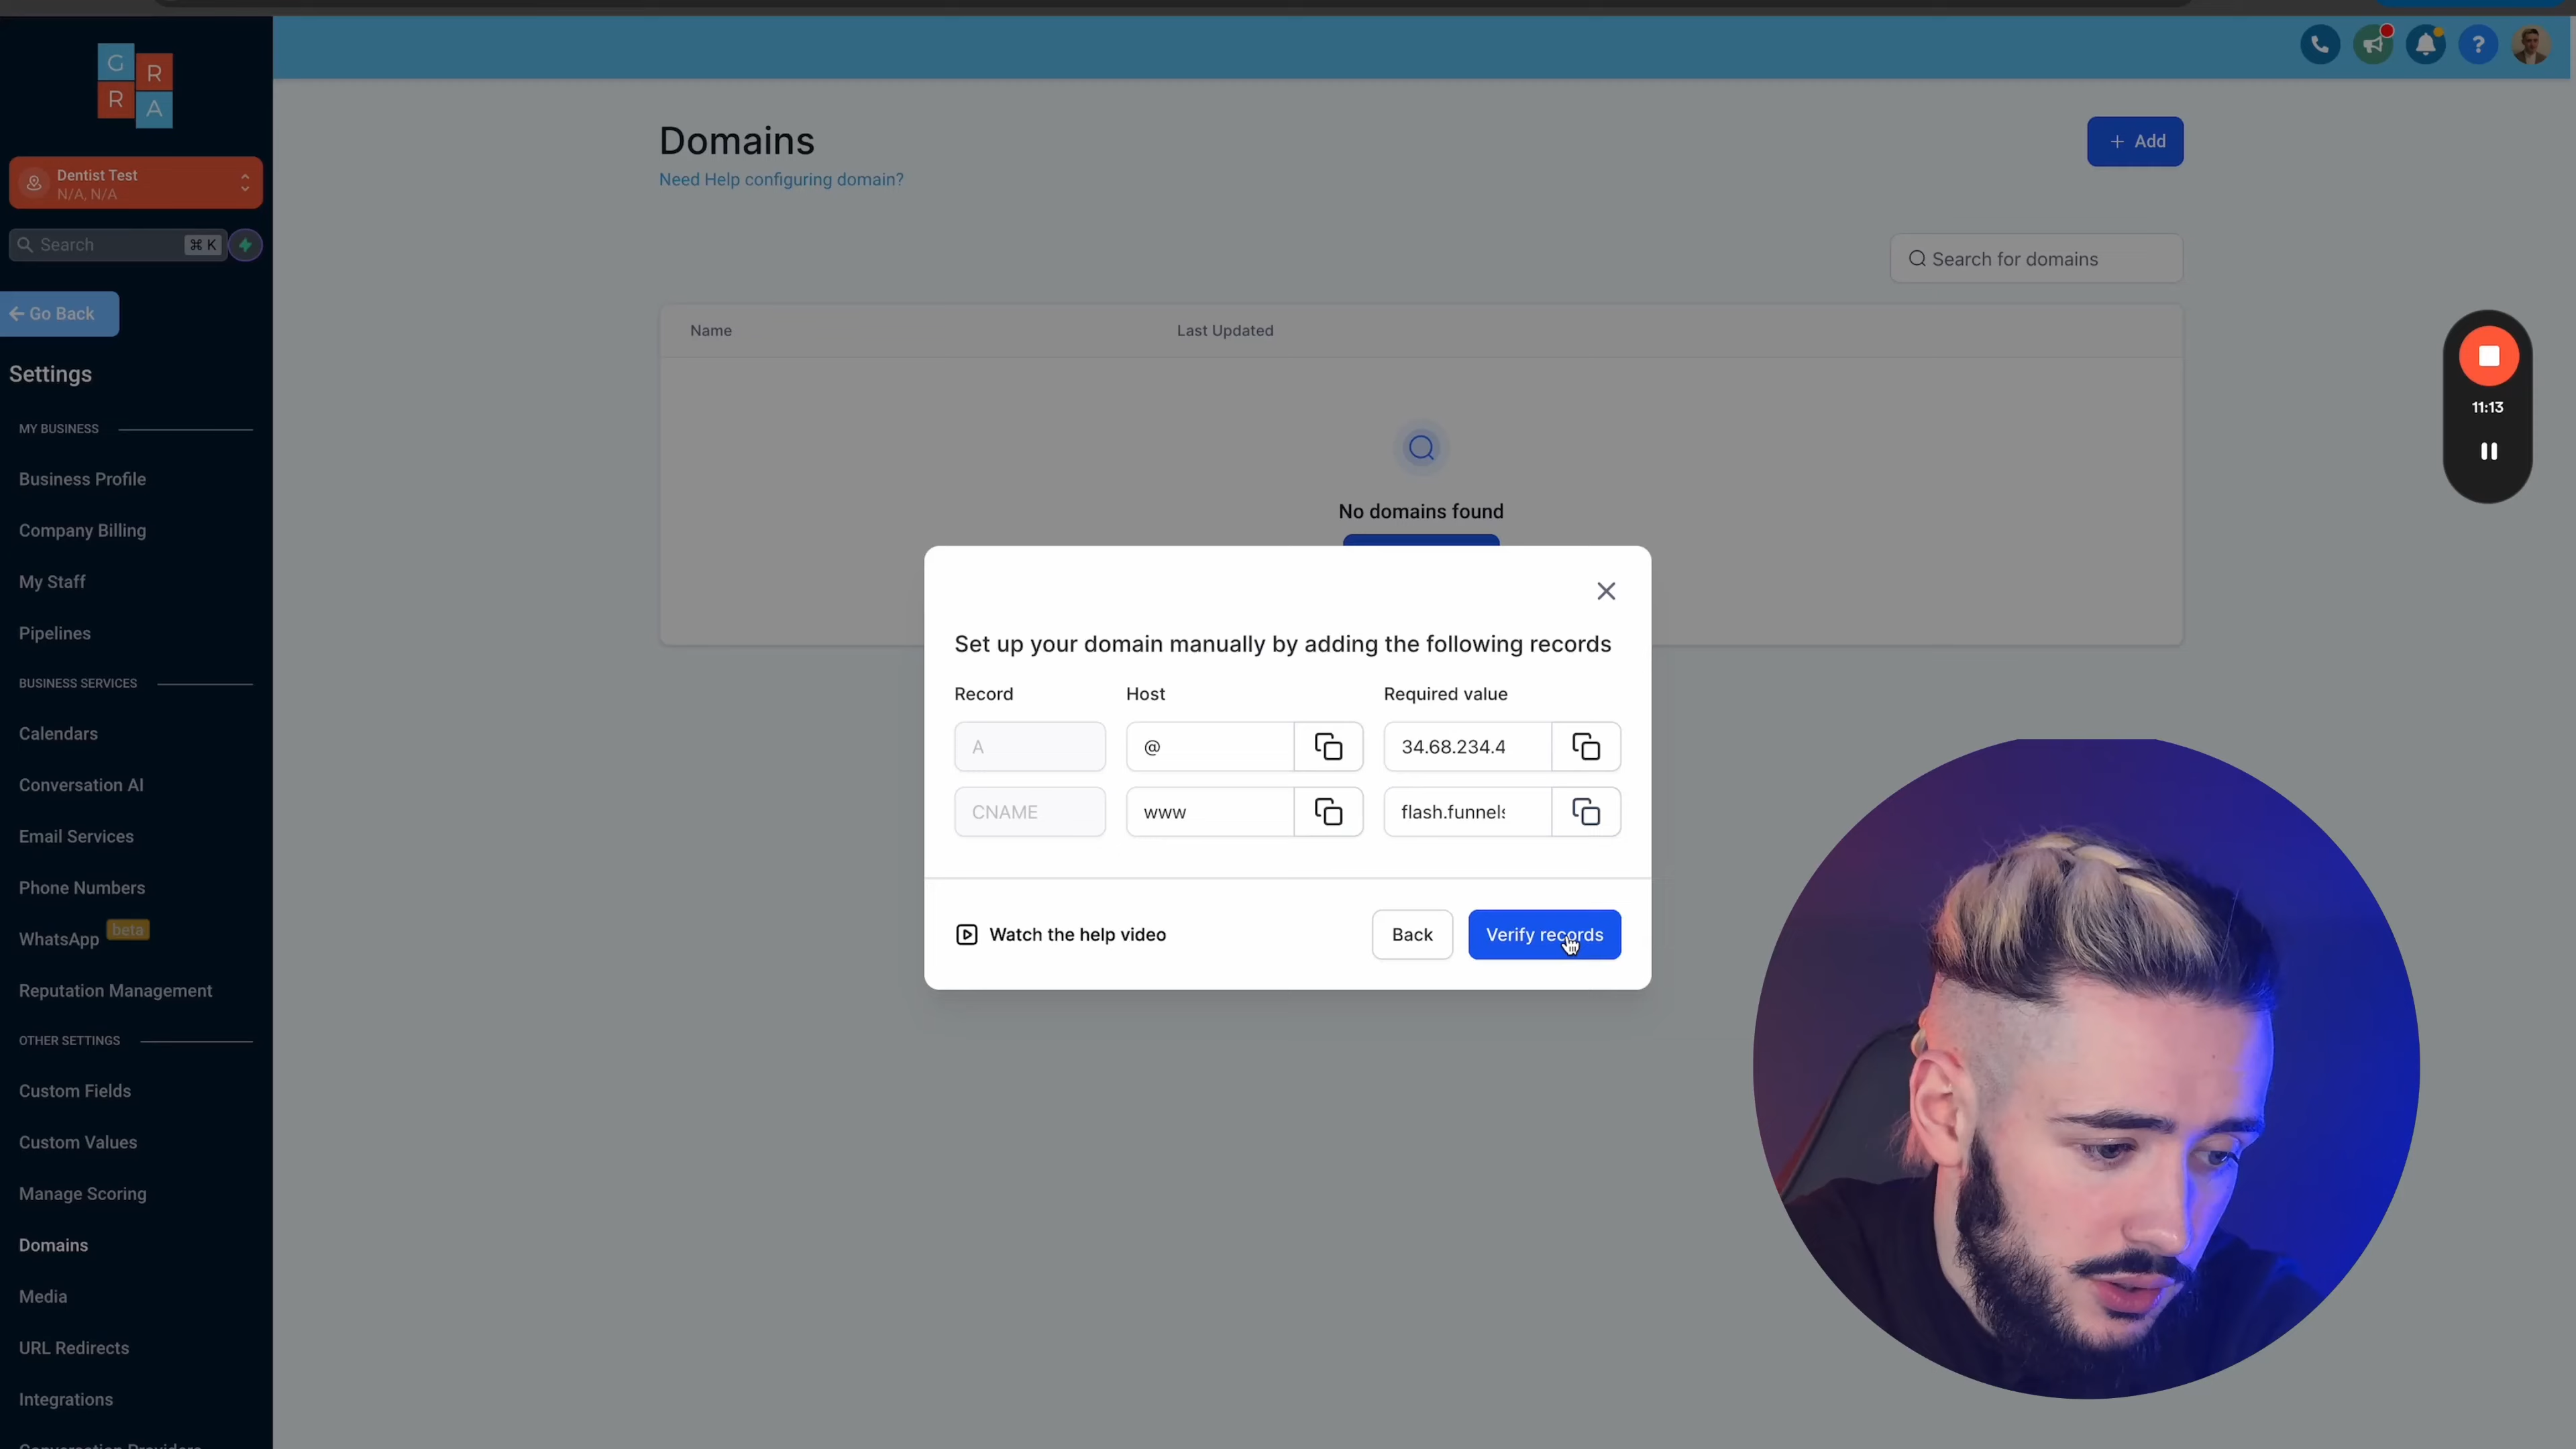 G
R
R
A
Dentist Test
N/A, N/A
Search
⌘ K
Go Back
Settings
MY BUSINESS
Business Profile
Company Billing
My Staff
Pipelines
BUSINESS SERVICES
Calendars
Conversation AI
Email Services
Phone Numbers
WhatsApp beta
Reputation Management
OTHER SETTINGS
Custom Fields
Custom Values
Manage Scoring
Domains
Media
URL Redirects
Integrations
?
Domains
+ Add
Need Help configuring domain?
Search for domains
Name Last Updated
No domains found
Set up your domain manually by adding the following records
Record Host Required value
A @ 34.68.234.4
CNAME www flash.funnels
Watch the help video
Back
Verify records
11:13